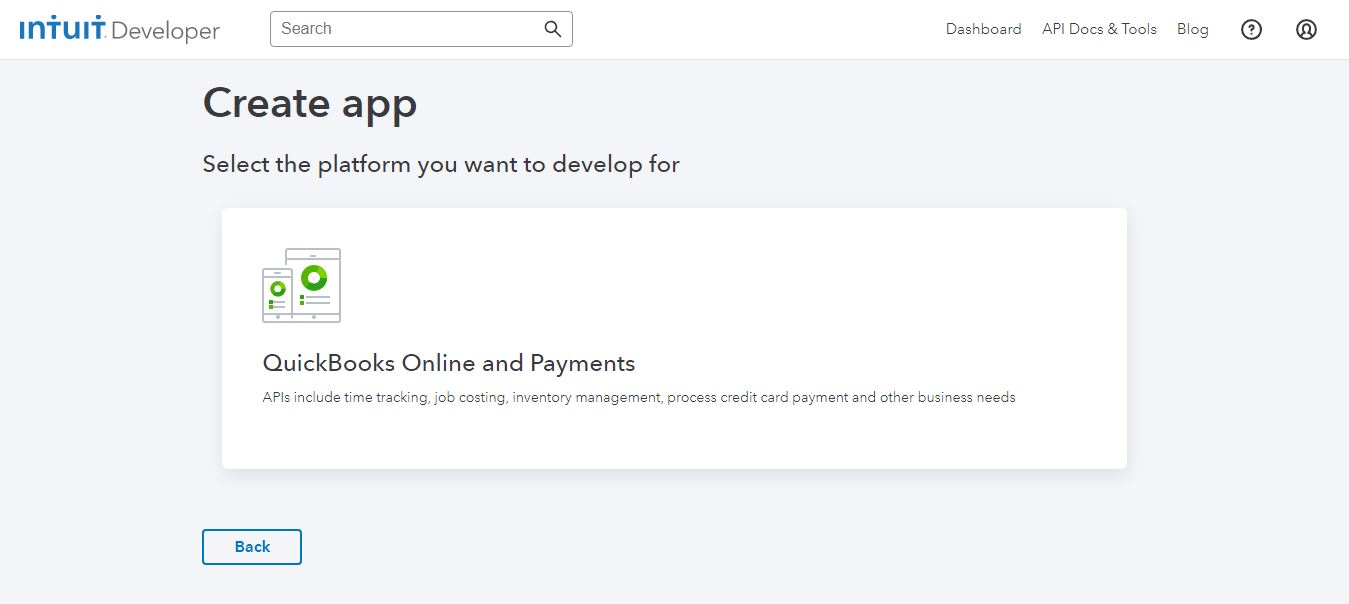 intuit Developer
Search
Dashboard
API Docs & Tools
Blog
Create app
Select the platform you want to develop for
QuickBooks Online and Payments
APIs include time tracking, job costing, inventory management, process credit card payment and other business needs
Back